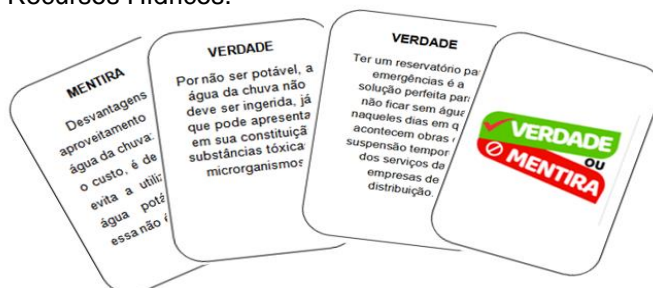 Recursos Hídricos.
MENTIRA
Desvantagens
aproveitamento
água da chuva:
o custo, é de
evita a
água
essa não é
VERDADE
Por não ser potável, a
água da chuva não
deve ser ingerida, já
que pode apresenta
em sua constituiçã
substâncias tóxica
microrganismos
VERDADE
Ter um reservatório pa
emergências é a
solução perfeita par
não ficar sem água
naqueles dias em q
acontecem obras
suspensão tempor
dos serviços de
empresas de
distribuição.
VERDADE
OU
MENTIRA